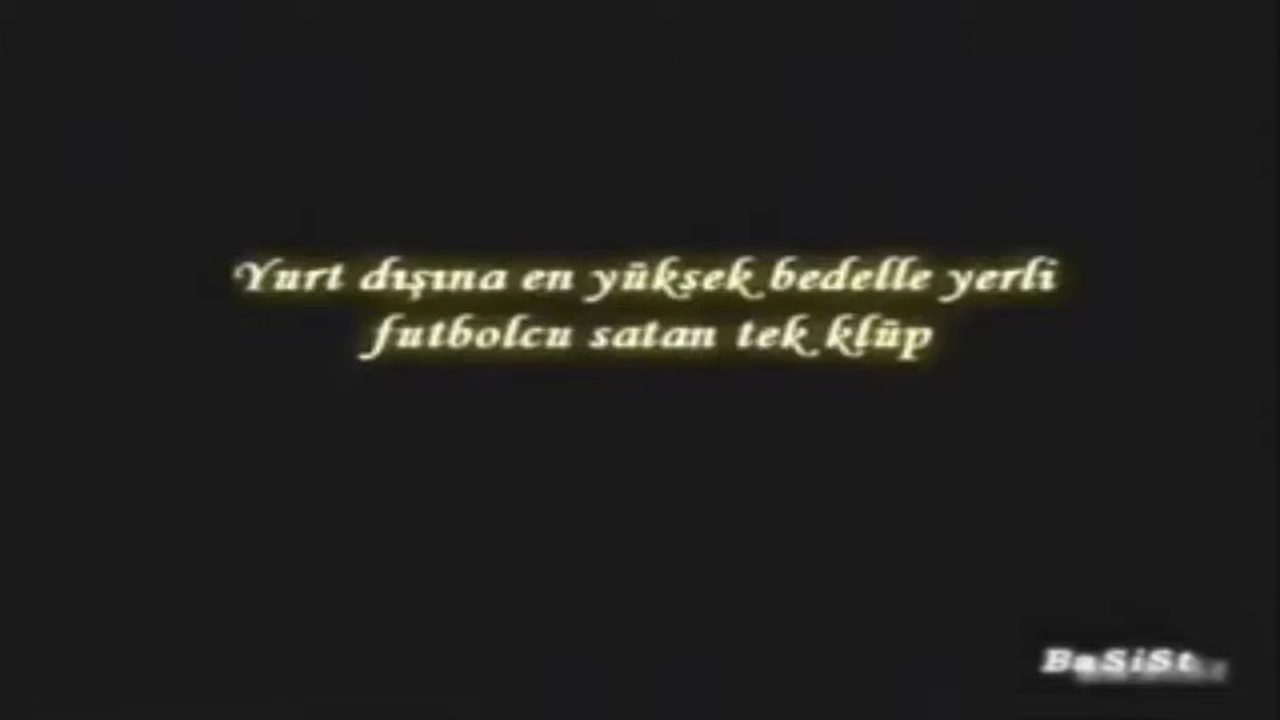 Yurt dışına en yüksek bedelle yerli
futbolcu satan tek klüp
BaSiSt